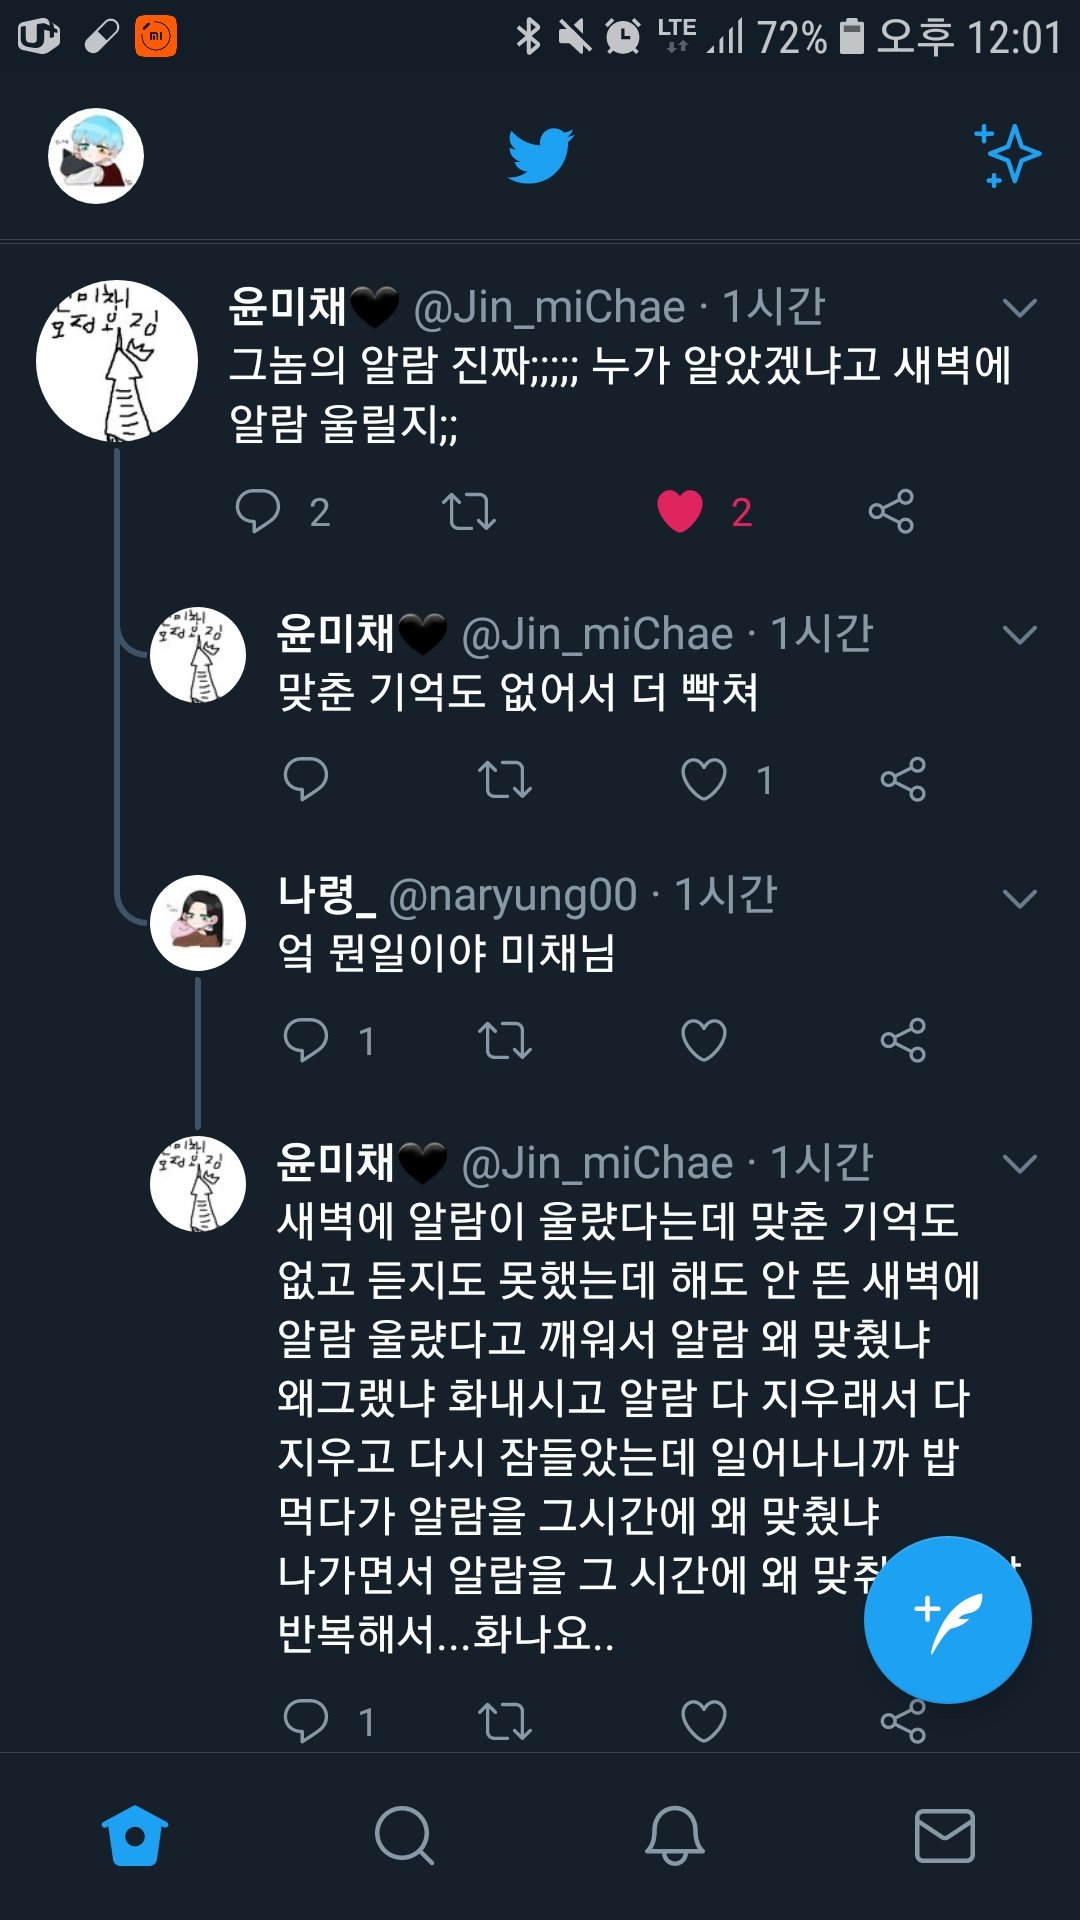 LTE 72% 오후 12:01
윤미채🖤 @Jin_miChae · 1시간
그놈의 알람 진짜;;;;; 누가 알았겠냐고 새벽에
알람 울릴지;;
2 2
윤미채🖤 @Jin_miChae · 1시간
맞춘 기억도 없어서 더 빡쳐
1
나령_ @naryung00 · 1시간
엌 뭔일이야 미채님
1
윤미채🖤 @Jin_miChae · 1시간
새벽에 알람이 울럈다는데 맞춘 기억도
없고 듣지도 못했는데 해도 안 뜬 새벽에
알람 울럈다고 깨워서 알람 왜 맞췄냐
왜그랬냐 화내시고 알람 다 지우래서 다
지우고 다시 잠들았는데 일어나니까 밥
먹다가 알람을 그시간에 왜 맞췄냐
나가면서 알람을 그 시간에 왜
반복해서...화나요..
1